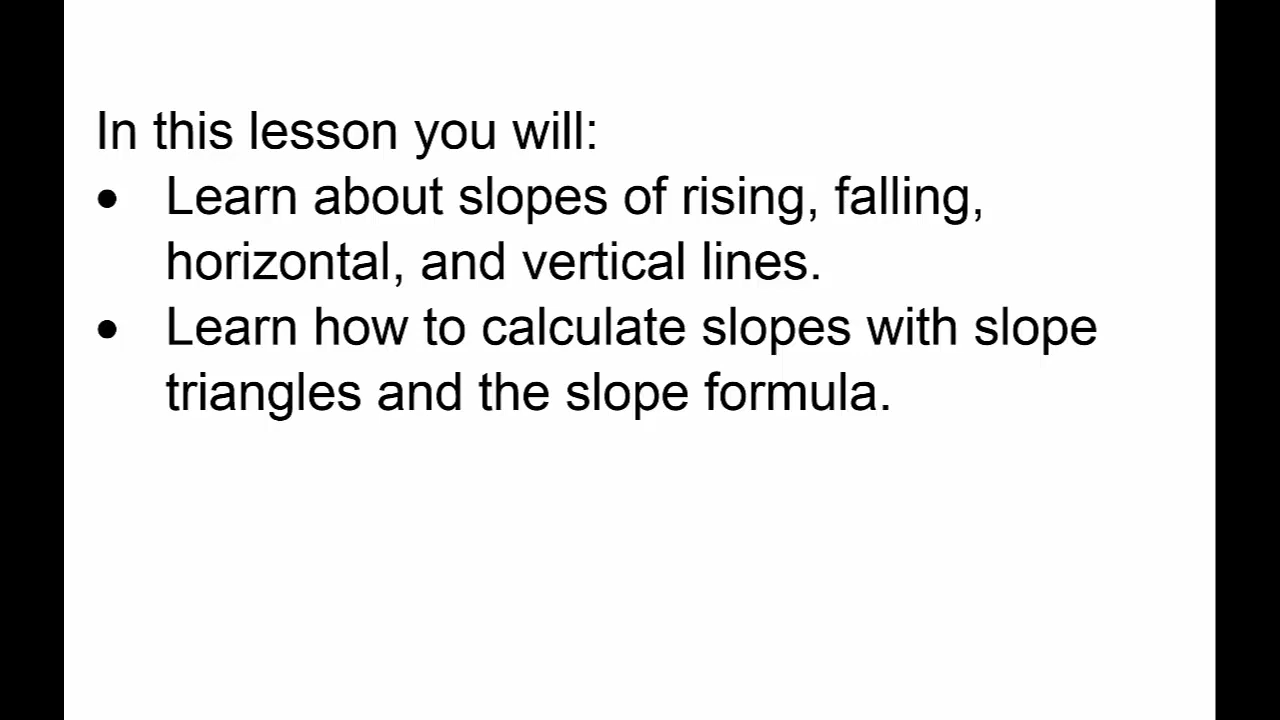 In this lesson you will:
• Learn about slopes of rising, falling,
horizontal, and vertical lines.
• Learn how to calculate slopes with slope
triangles and the slope formula.